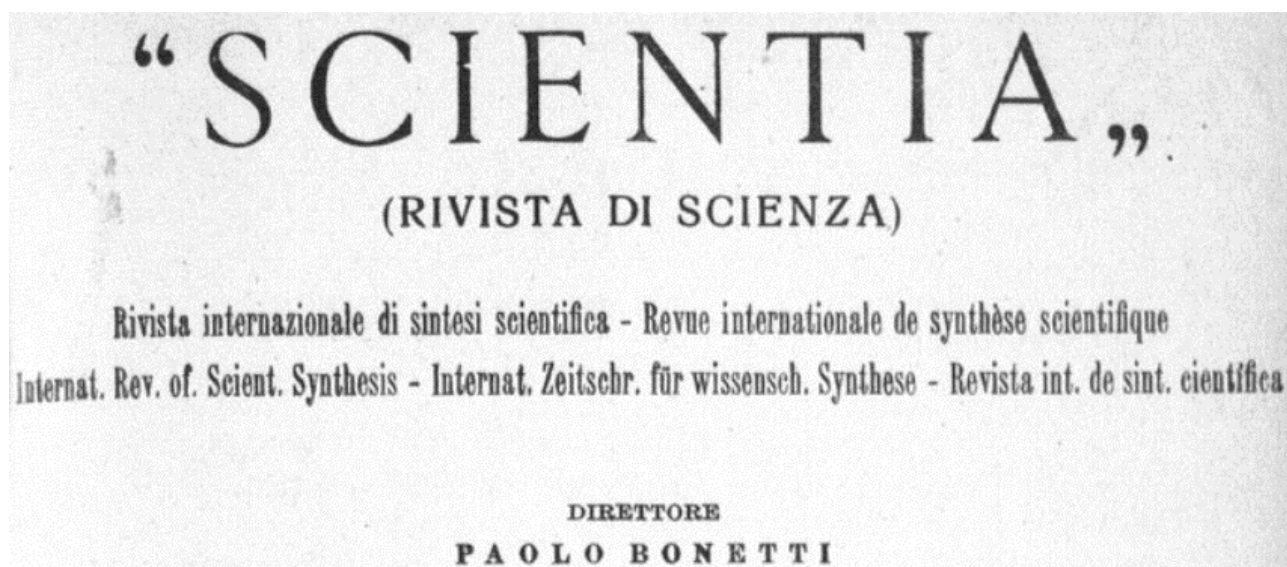 “SCIENTIA„
(RIVISTA DI SCIENZA)
Rivista internazionale di sintesi scientifica - Revue internationale de synthèse scientifique
Internat. Rev. of. Scient. Synthesis - Internat. Zeitschr. für wissensch. Synthese - Revista int. de sint. científica
DIRETTORE
PAOLO BONETTI